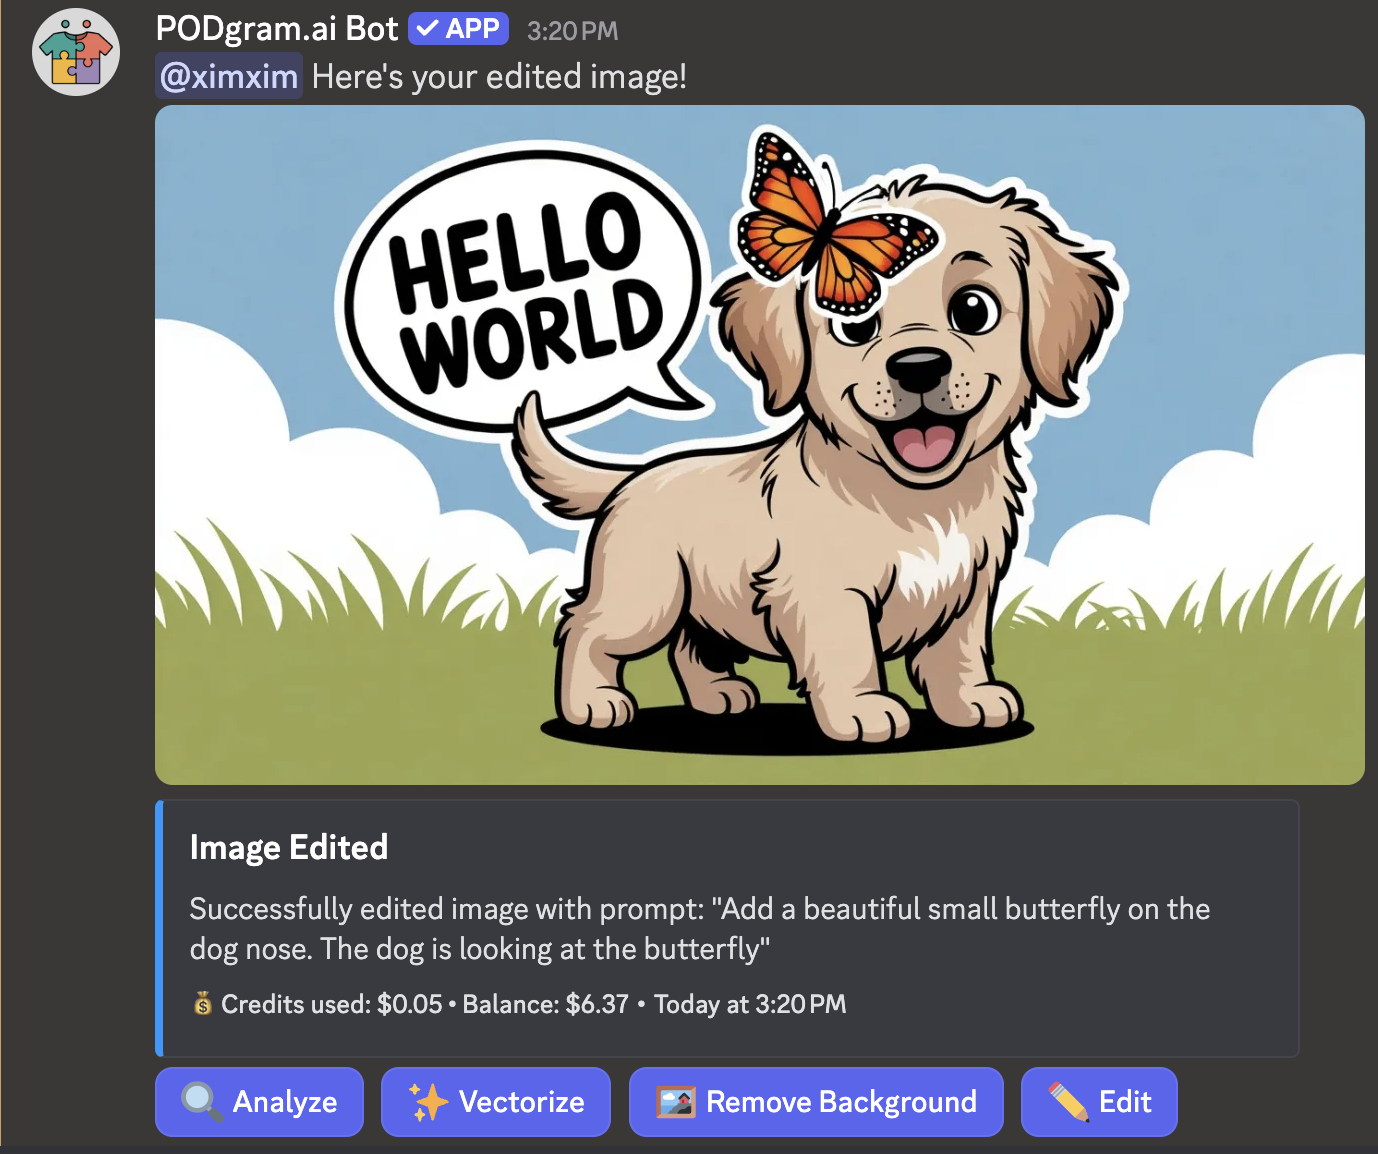 PODgram.ai Bot ✓ APP 3:20 PM
@ximxim Here's your edited image!
HELLO
WORLD
Image Edited
Successfully edited image with prompt: "Add a beautiful small butterfly on the
dog nose. The dog is looking at the butterfly"
Credits used: $0.05 • Balance: $6.37 • Today at 3:20 PM
Analyze
Vectorize
Remove Background
Edit